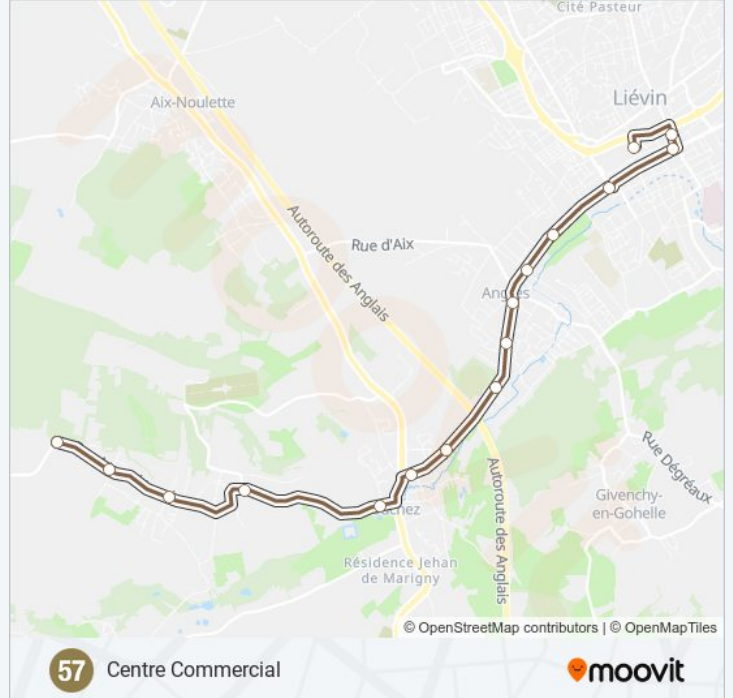 Cité Pasteur
Aix-Noulette
Liévin
Autoroute des Anglais
Rue d'Aix
Angres
Rue Dégréaux
Autoroute des Anglais
Givenchy-
en-Gohelle
Résidence Jehan
de Marigny
© OpenStreetMap contributors | © OpenMapTiles
57 Centre Commercial
moovit